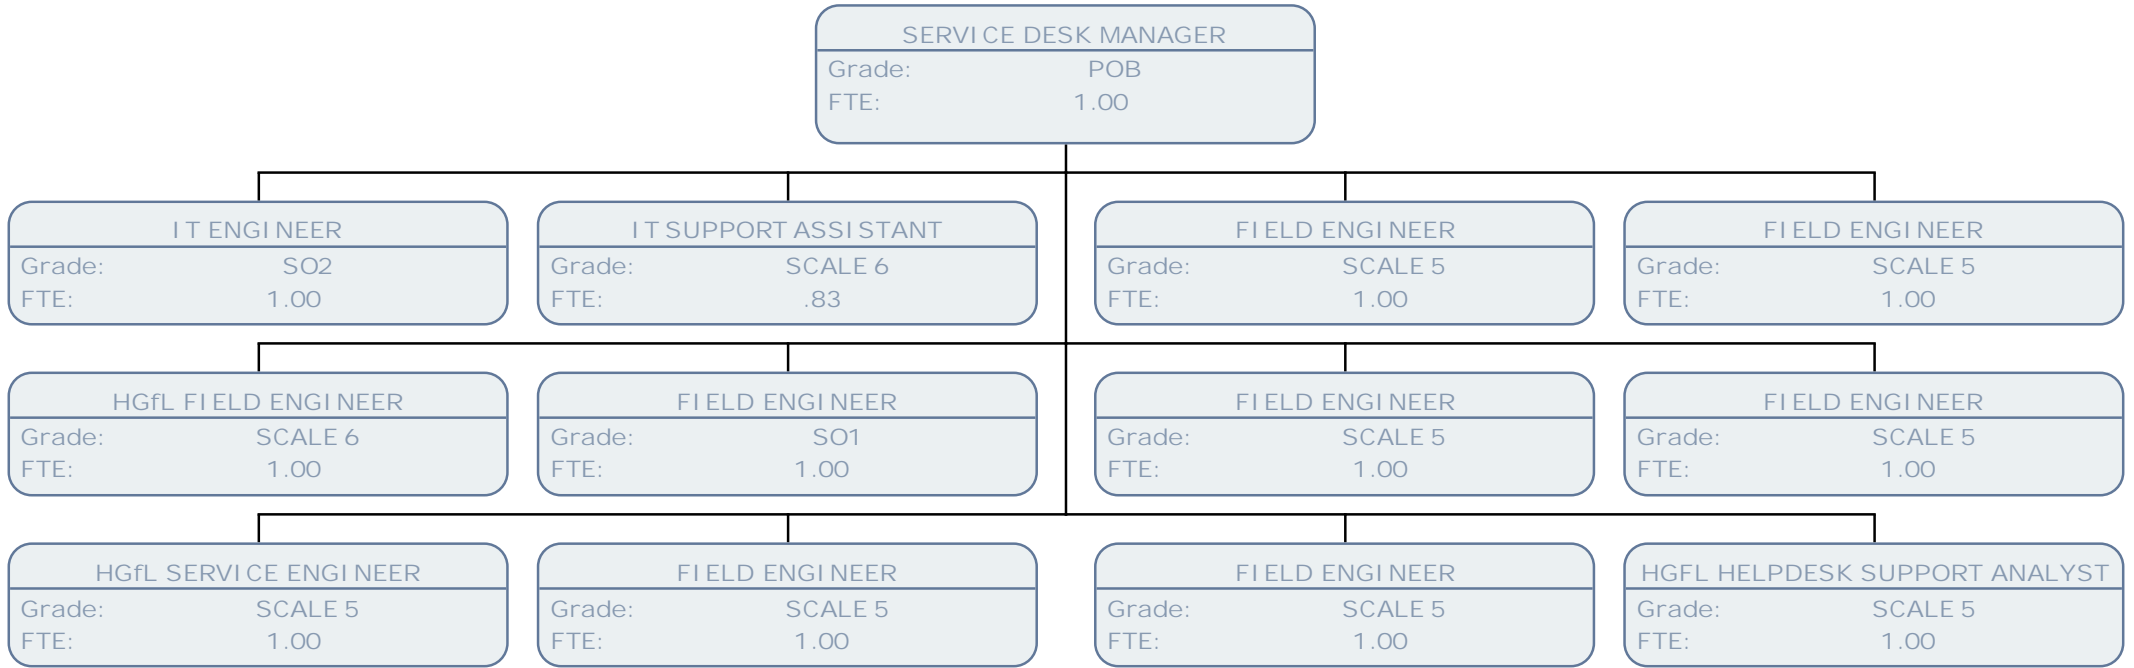 SERVICE DESK MANAGER
Grade: POB
FTE: 1.00
IT ENGINEER
Grade: SO2
FTE: 1.00
IT SUPPORT ASSISTANT
Grade: SCALE 6
FTE: .83
FIELD ENGINEER
Grade: SCALE 5
FTE: 1.00
FIELD ENGINEER
Grade: SCALE 5
FTE: 1.00
HGfL FIELD ENGINEER
Grade: SCALE 6
FTE: 1.00
FIELD ENGINEER
Grade: SO1
FTE: 1.00
FIELD ENGINEER
Grade: SCALE 5
FTE: 1.00
FIELD ENGINEER
Grade: SCALE 5
FTE: 1.00
HGfL SERVICE ENGINEER
Grade: SCALE 5
FTE: 1.00
FIELD ENGINEER
Grade: SCALE 5
FTE: 1.00
FIELD ENGINEER
Grade: SCALE 5
FTE: 1.00
HGFL HELPDESK SUPPORT ANALYST
Grade: SCALE 5
FTE: 1.00